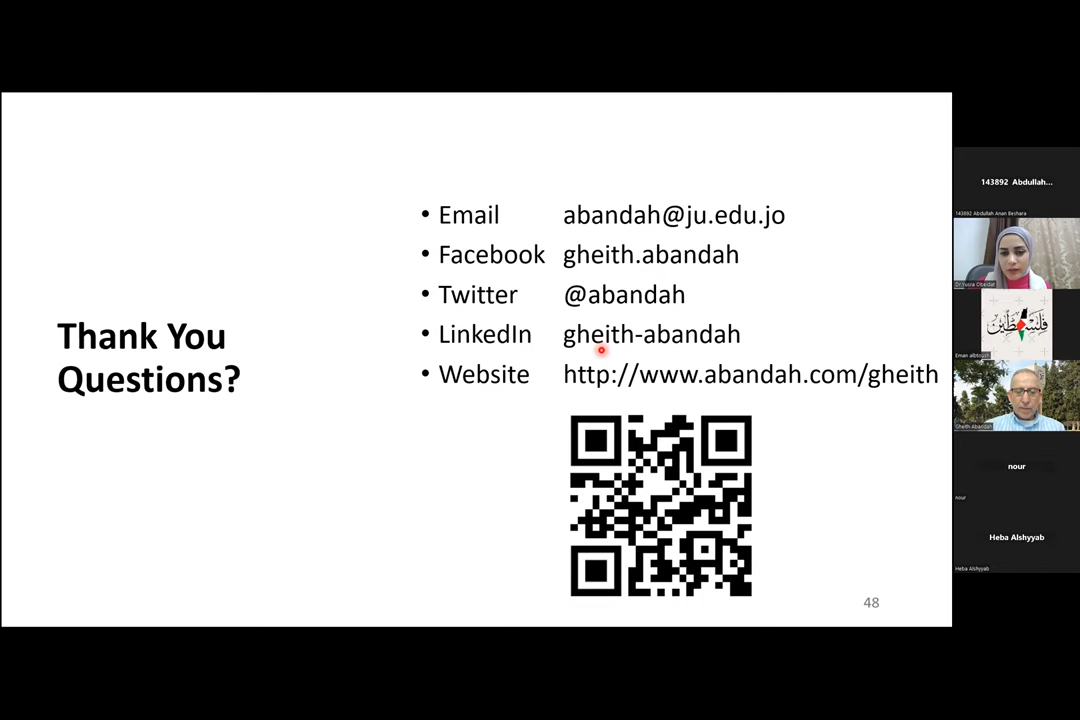 Thank You
Questions?
• Email abandah@ju.edu.jo
• Facebook gheith.abandah
• Twitter @abandah
• LinkedIn gheith-abandah
• Website http://www.abandah.com/gheith
48
143892 Abdullah...
143892 Abdullah Anan Beshara
Dr.Yusra Obeidat
فلسطين
Eman albtoush
Gheith Abandah
nour
nour
Heba Alshyyab
Heba Alshyyab